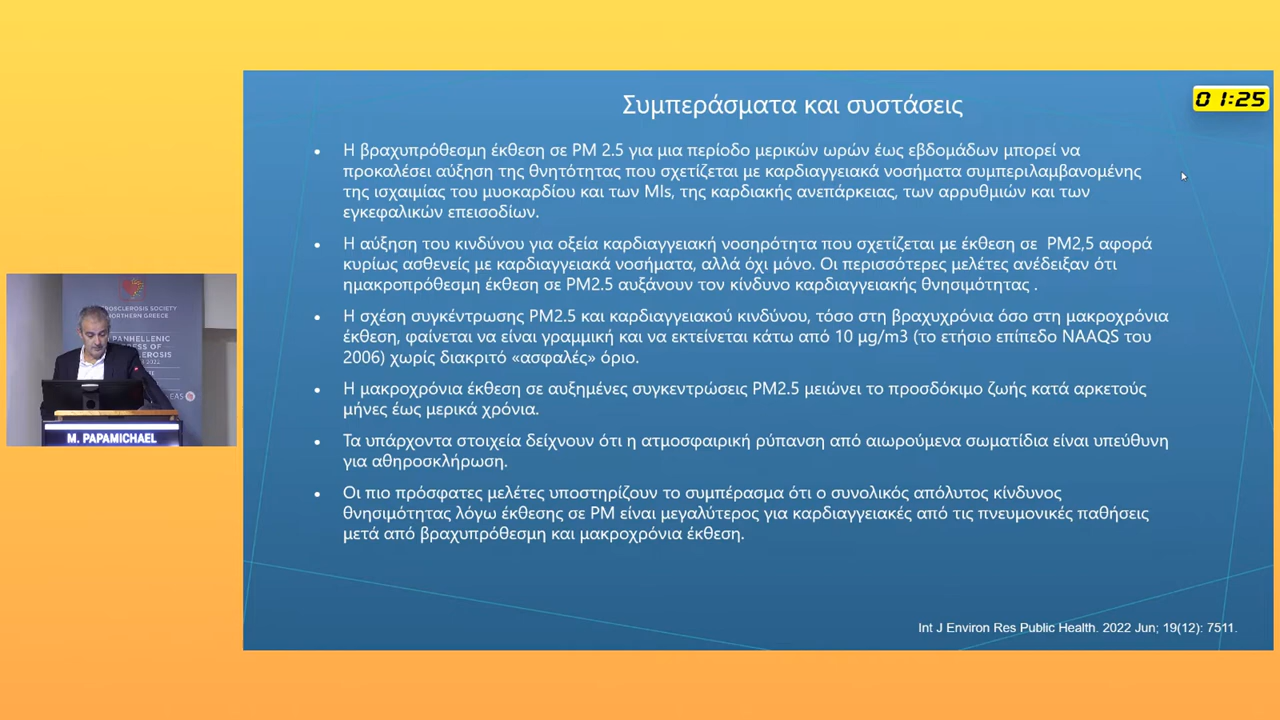 Συμπεράσματα και συστάσεις
01:25
• Η βραχυπρόθεσμη έκθεση σε PM 2.5 για μια περίοδο μερικών ωρών έως εβδομάδων μπορεί να
προκαλέσει αύξηση της θνητότητας που σχετίζεται με καρδιαγγειακά νοσήματα συμπεριλαμβανομένης
της ισχαιμίας του μυοκαρδίου και των MIs, της καρδιακής ανεπάρκειας, των αρρυθμιών και των
εγκεφαλικών επεισοδίων.
• Η αύξηση του κινδύνου για οξεία καρδιαγγειακή νοσηρότητα που σχετίζεται με έκθεση σε PM2,5 αφορά
κυρίως ασθενείς με καρδιαγγειακά νοσήματα, αλλά όχι μόνο. Οι περισσότερες μελέτες ανέδειξαν ότι
ημακροπρόθεσμη έκθεση σε PM2.5 αυξάνουν τον κίνδυνο καρδιαγγειακής θνησιμότητας .
• Η σχέση συγκέντρωσης PM2.5 και καρδιαγγειακού κινδύνου, τόσο στη βραχυχρόνια όσο στη μακροχρόνια
έκθεση, φαίνεται να είναι γραμμική και να εκτείνεται κάτω από 10 μg/m3 (το ετήσιο επίπεδο NAAQS του
2006) χωρίς διακριτό «ασφαλές» όριο.
• Η μακροχρόνια έκθεση σε αυξημένες συγκεντρώσεις PM2.5 μειώνει το προσδόκιμο ζωής κατά αρκετούς
μήνες έως μερικά χρόνια.
• Τα υπάρχοντα στοιχεία δείχνουν ότι η ατμοσφαιρική ρύπανση από αιωρούμενα σωματίδια είναι υπεύθυνη
για αθηροσκλήρωση.
• Οι πιο πρόσφατες μελέτες υποστηρίζουν το συμπέρασμα ότι ο συνολικός απόλυτος κίνδυνος
θνησιμότητας λόγω έκθεσης σε PM είναι μεγαλύτερος για καρδιαγγειακές από τις πνευμονικές παθήσεις
μετά από βραχυπρόθεσμη και μακροχρόνια έκθεση.
Int J Environ Res Public Health. 2022 Jun; 19(12): 7511.
SOCIETY
NORTHERN GREECE
PANHELLENIC
EAS
M. PAPAMICHAEL